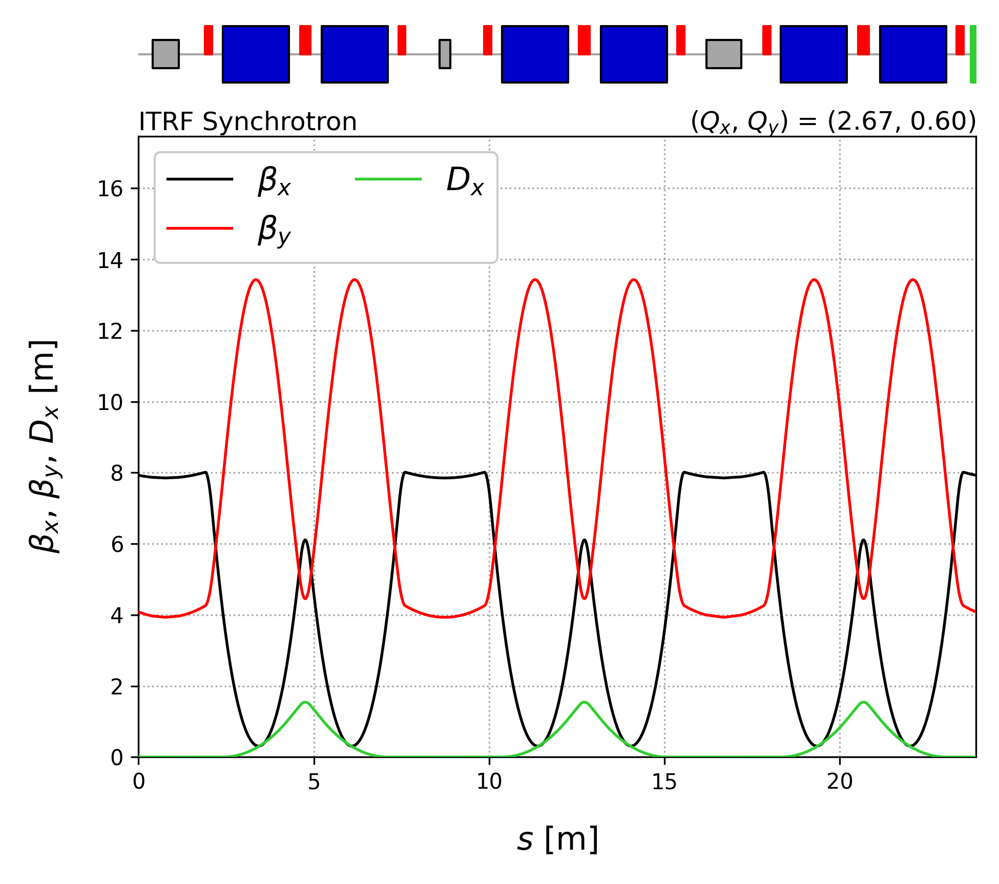 ITRF Synchrotron
(Qx, Qy) = (2.67, 0.60)
βx
Dx
βy
16
14
12
10
8
6
4
2
0
βx, βy, Dx [m]
0 5 10 15 20
s [m]